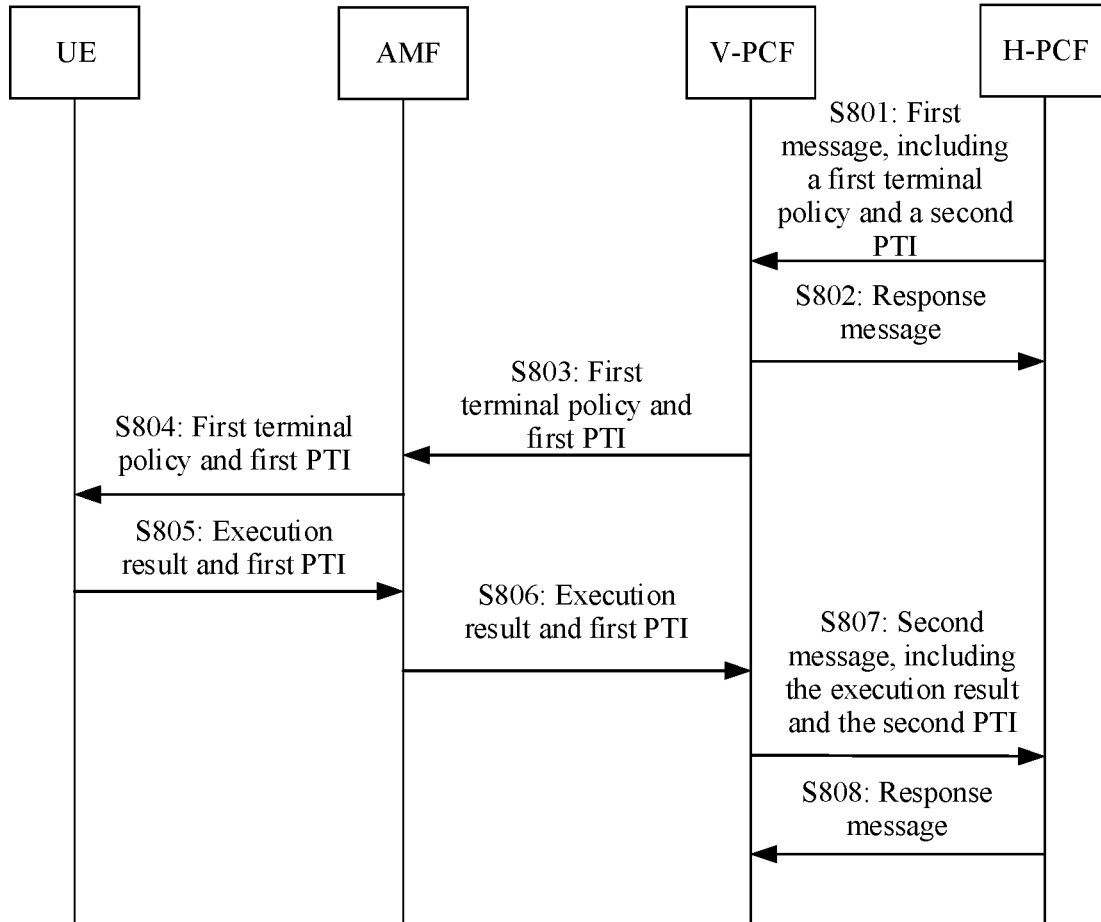 UE
AMF
V-PCF
H-PCF
S801: First
message, including
a first terminal
policy and a second
PTI
S802: Response
message
S803: First
terminal policy and
first PTI
S804: First terminal
policy and first PTI
S805: Execution
result and first PTI
S806: Execution
result and first PTI
S807: Second
message, including
the execution result
and the second PTI
S808: Response
message